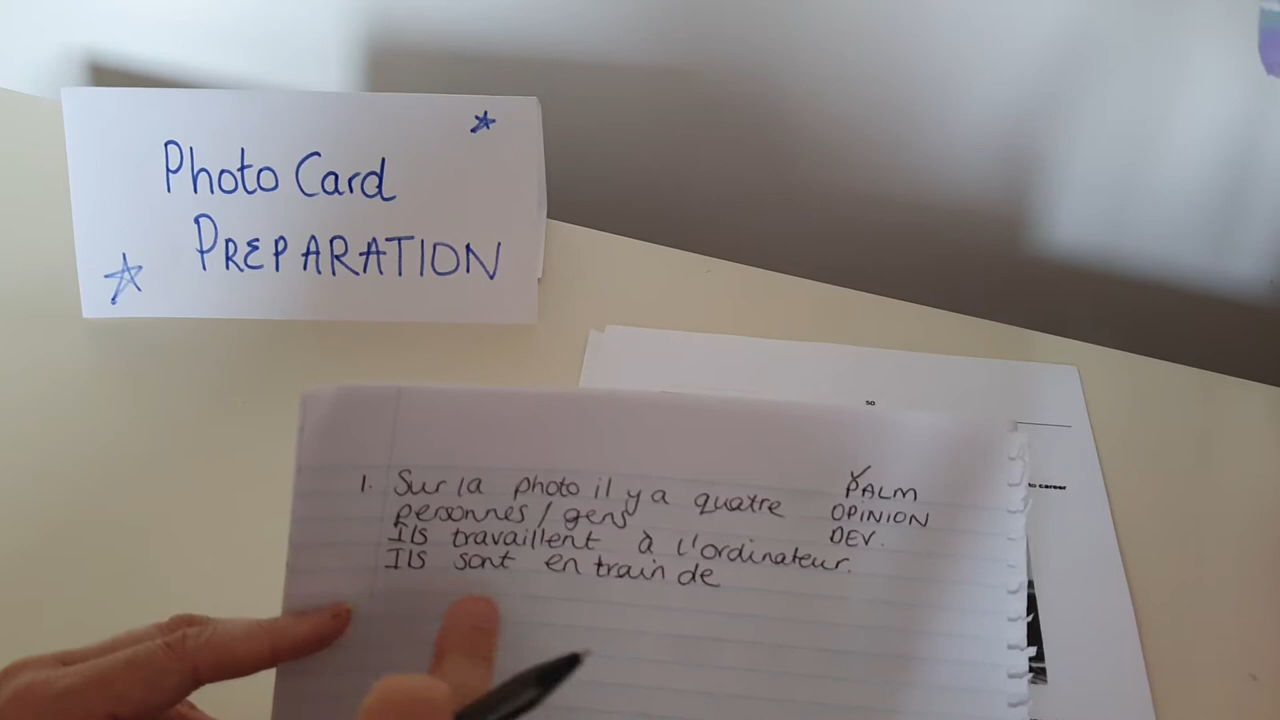 Photo Card
PREPARATION
50
to career
1. Sur la photo il y a quatre
personnes / gens
Ils travaillent à l'ordinateur.
Ils sont en train de
PALM
OPINION
DEV.